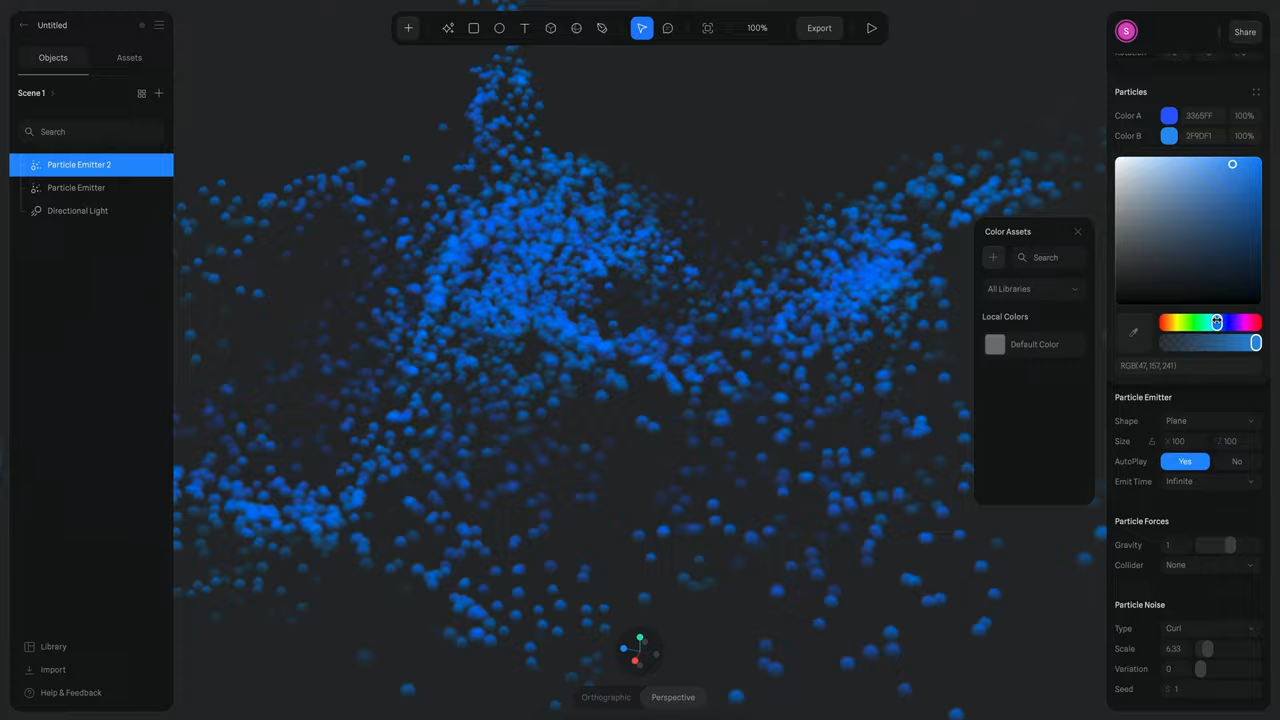 Untitled
Objects
Assets
Scene 1
Search
Particle Emitter 2
Particle Emitter
Directional Light
Library
Import
Help & Feedback
100%
Export
Orthographic
Perspective
Color Assets
Search
All Libraries
Local Colors
Default Color
S
Share
Rotation
Particles
Color A 3365FF 100%
Color B 2F9DF1 100%
RGB(47, 157, 241)
Particle Emitter
Shape Plane
Size X 100 100
AutoPlay Yes No
Emit Time Infinite
Particle Forces
Gravity 1
Collider None
Particle Noise
Type Curl
Scale 6.33
Variation 0
Seed S 1